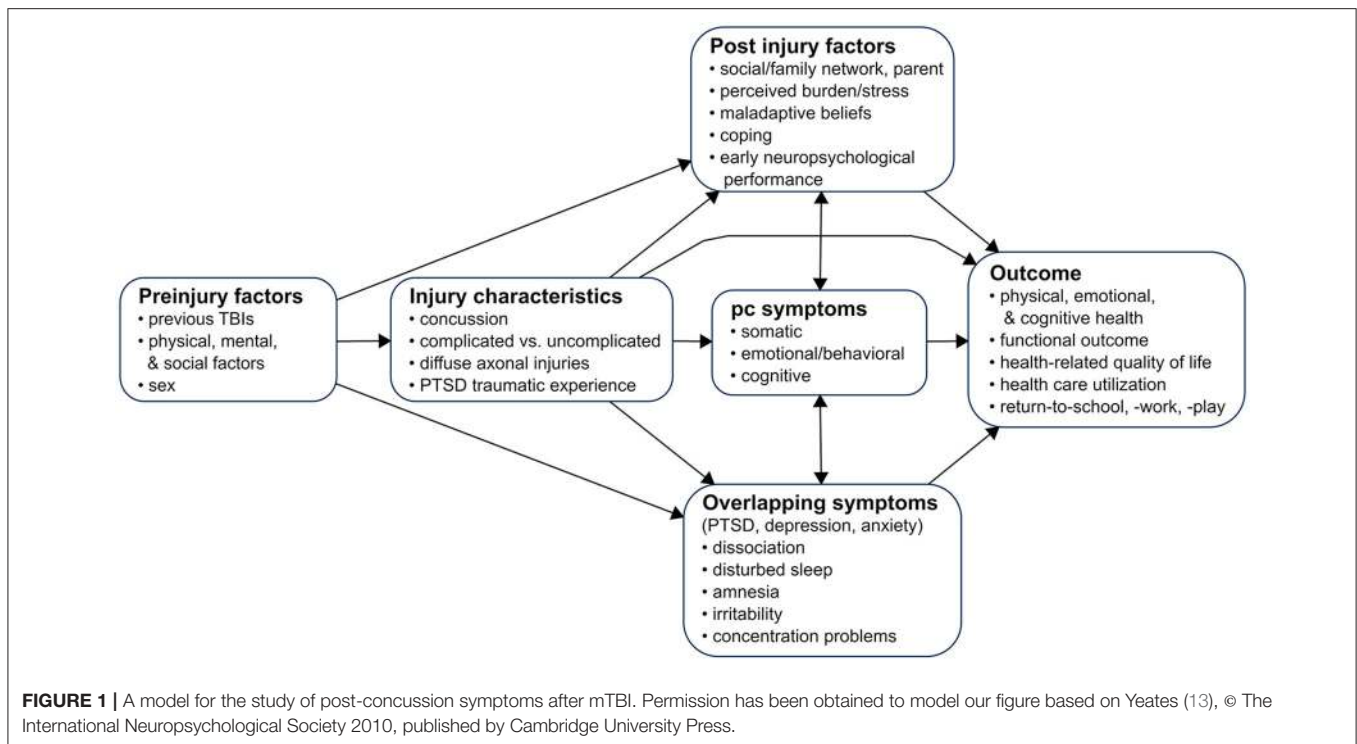 Post injury factors
• social/family network, parent
• perceived burden/stress
• maladaptive beliefs
• coping
• early neuropsychological
performance
Preinjury factors
• previous TBIs
• physical, mental,
& social factors
• sex
Injury characteristics
• concussion
• complicated vs. uncomplicated
• diffuse axonal injuries
• PTSD traumatic experience
pc symptoms
• somatic
• emotional/behavioral
• cognitive
Outcome
• physical, emotional,
& cognitive health
• functional outcome
• health-related quality of life
• health care utilization
• return-to-school, -work, -play
Overlapping symptoms
(PTSD, depression, anxiety)
• dissociation
• disturbed sleep
• amnesia
• irritability
• concentration problems
FIGURE 1 | A model for the study of post-concussion symptoms after mTBI. Permission has been obtained to model our figure based on Yeates (13), © The
International Neuropsychological Society 2010, published by Cambridge University Press.